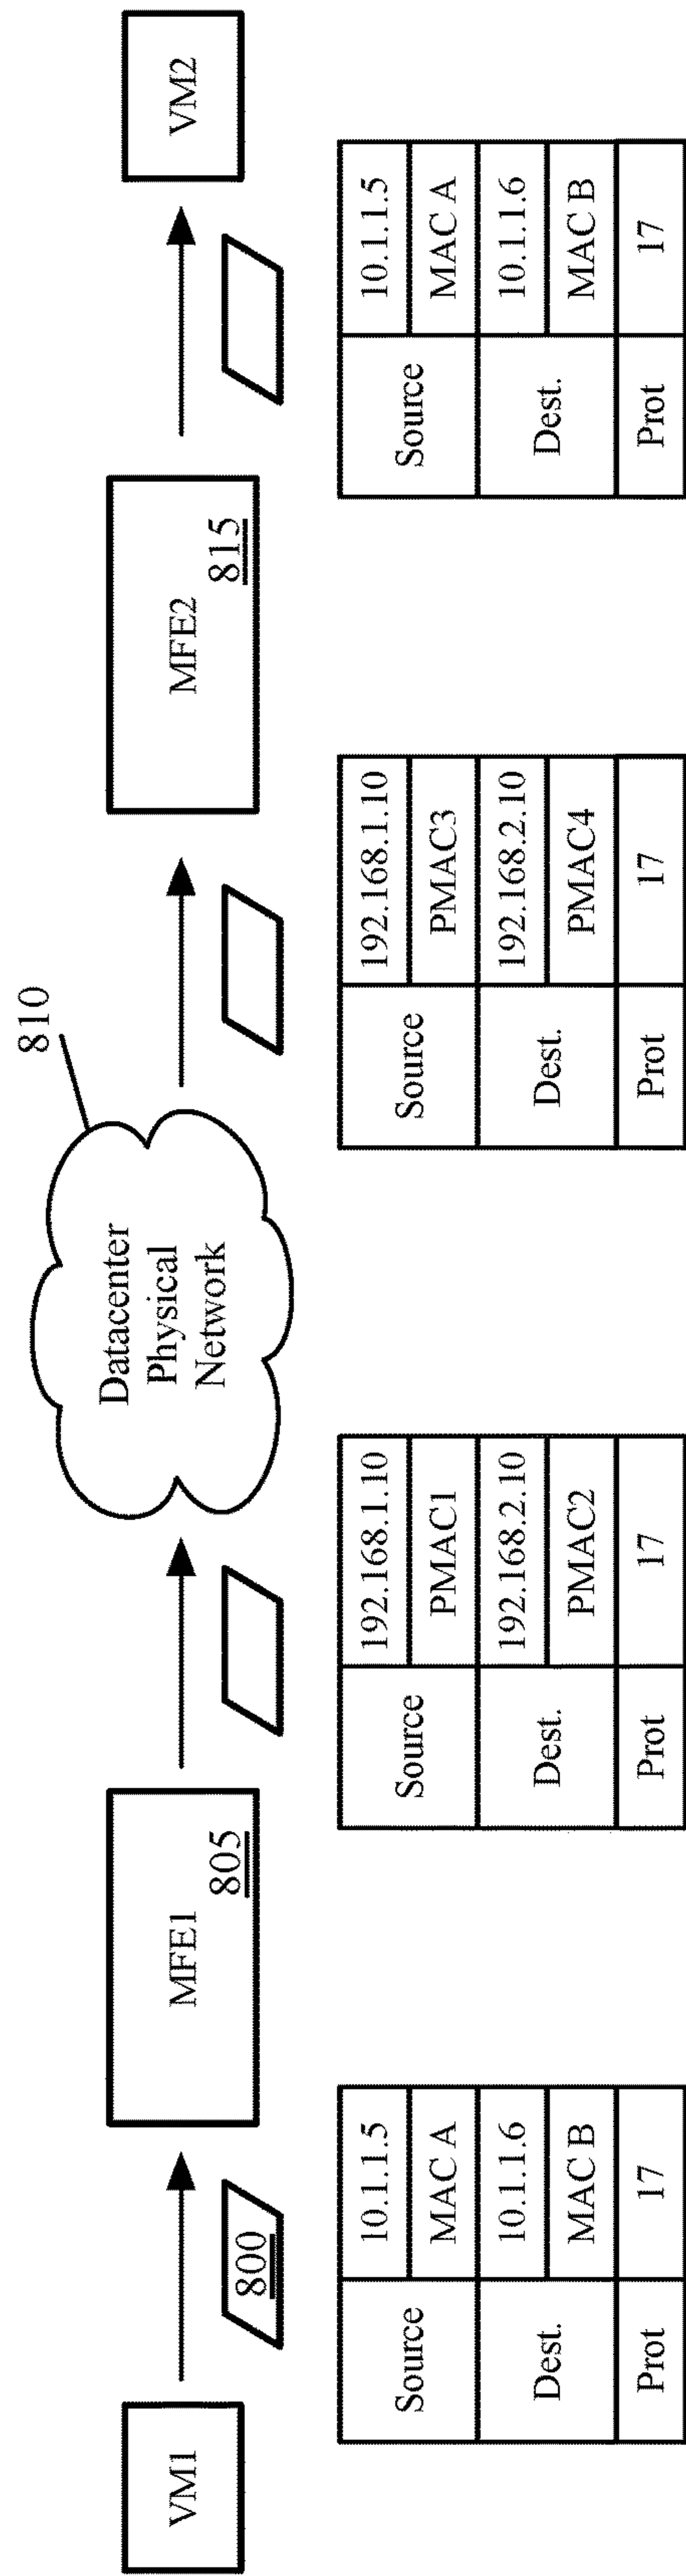 VM1
800
MFE1
805
Datacenter
Physical
Network
810
MFE2
815
VM2
Source 10.1.1.5
MAC A
Dest. 10.1.1.6
MAC B
Prot 17
Source 192.168.1.10
PMAC1
Dest. 192.168.2.10
PMAC2
Prot 17
Source 192.168.1.10
PMAC3
Dest. 192.168.2.10
PMAC4
Prot 17
Source 10.1.1.5
MAC A
Dest. 10.1.1.6
MAC B
Prot 17